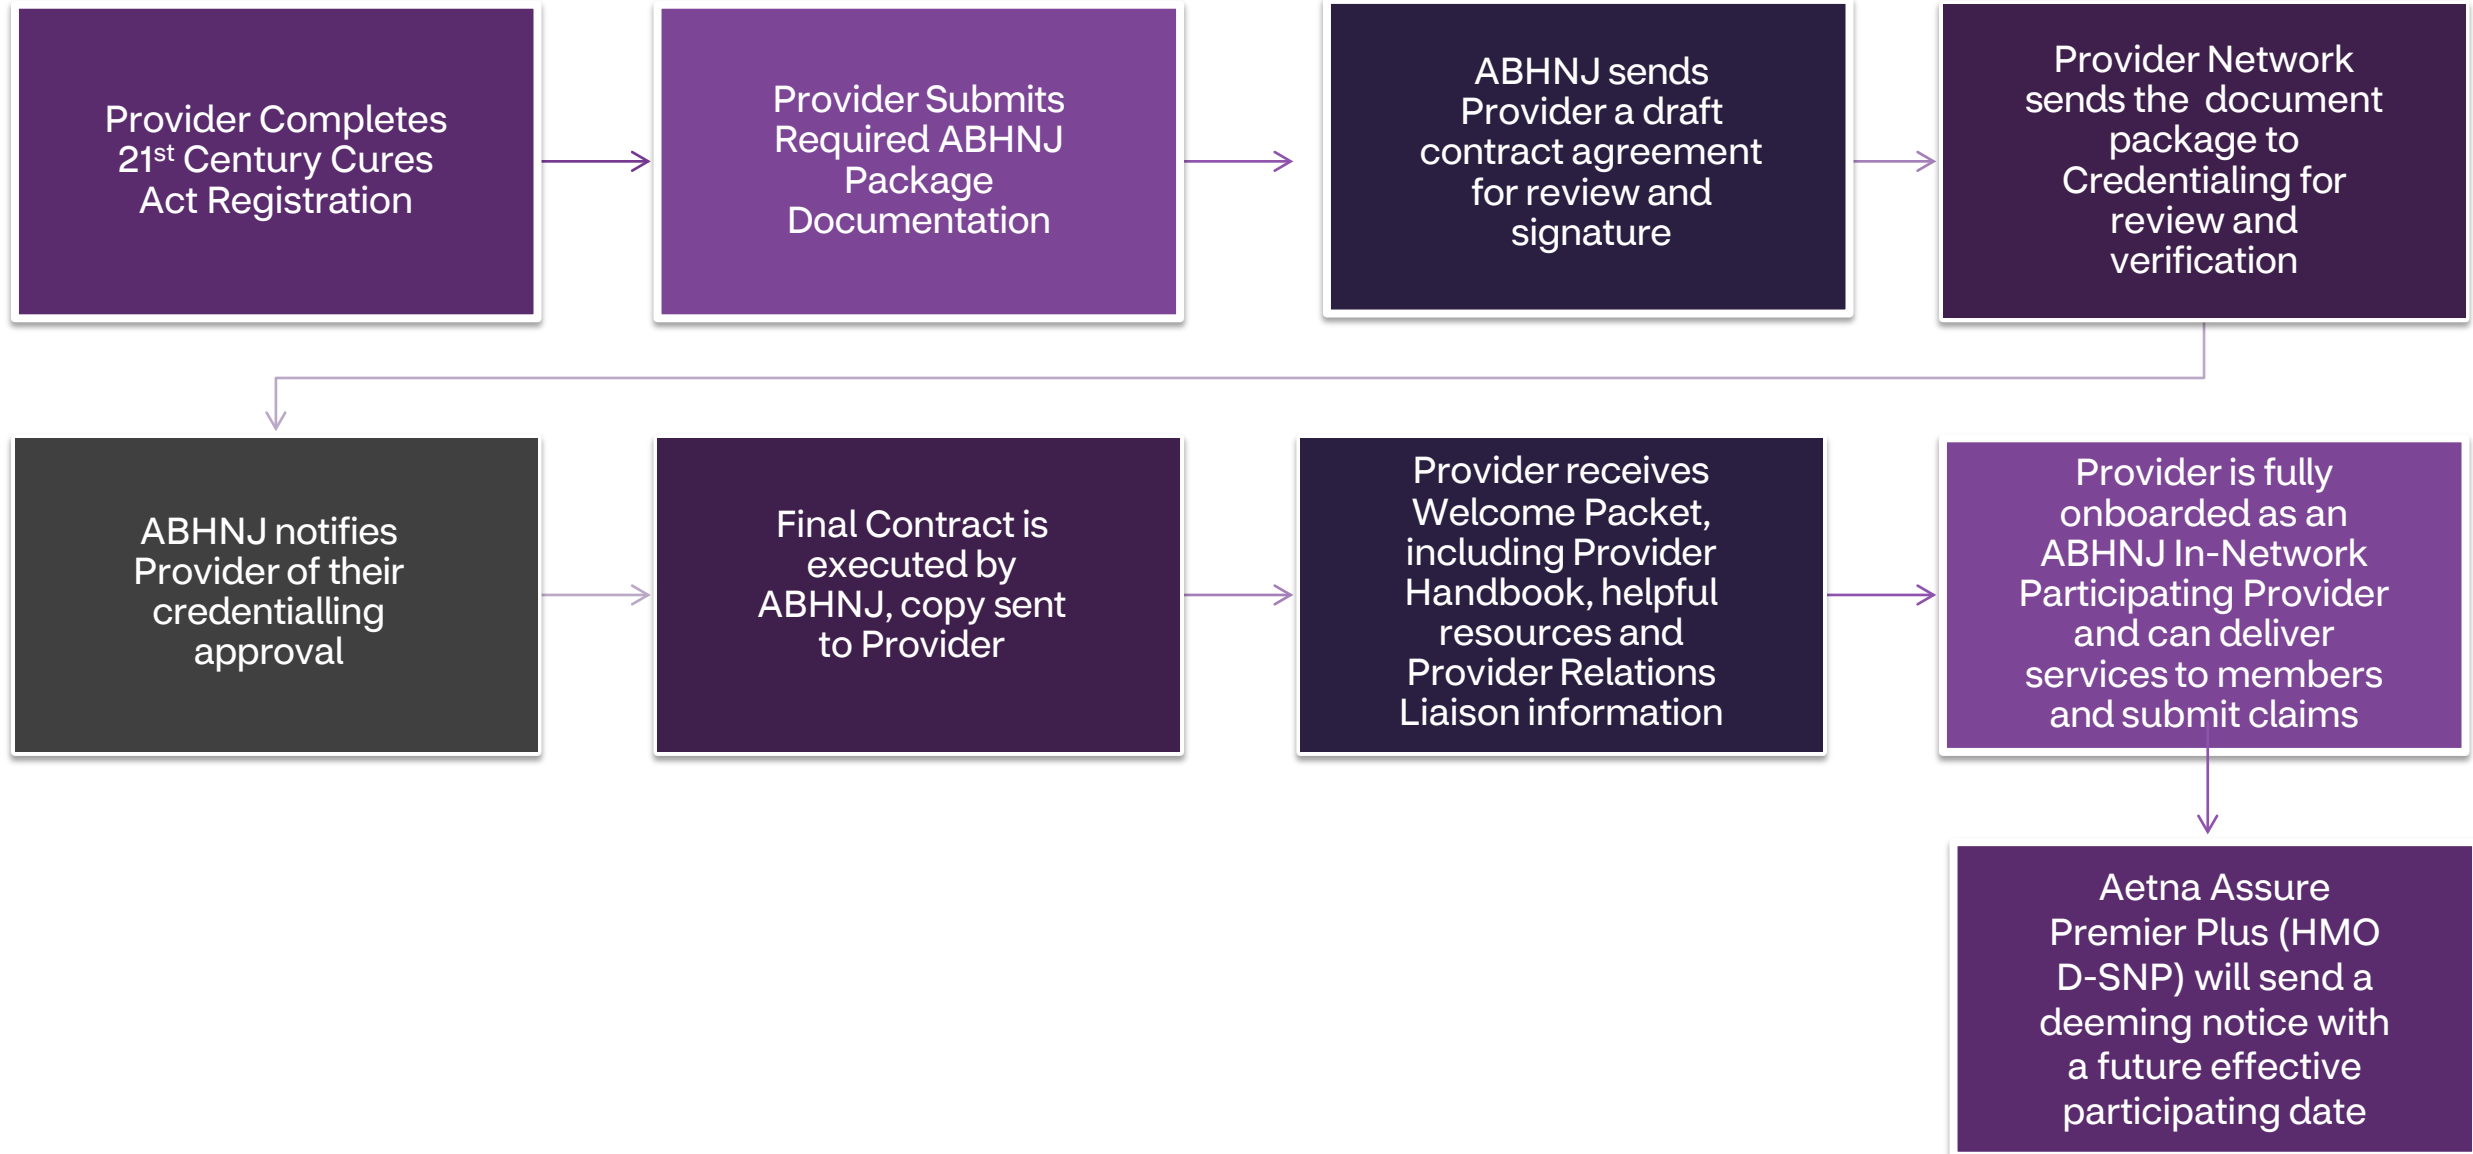 Provider Completes
21st Century Cures
Act Registration
Provider Submits
Required ABHNJ
Package
Documentation
ABHNJ sends
Provider a draft
contract agreement
for review and
signature
Provider Network
sends the document
package to
Credentialing for
review and
verification
ABHNJ notifies
Provider of their
credentialling
approval
Final Contract is
executed by
ABHNJ, copy sent
to Provider
Provider receives
Welcome Packet,
including Provider
Handbook, helpful
resources and
Provider Relations
Liaison information
Provider is fully
onboarded as an
ABHNJ In-Network
Participating Provider
and can deliver
services to members
and submit claims
Aetna Assure
Premier Plus (HMO
D-SNP) will send a
deeming notice with
a future effective
participating date